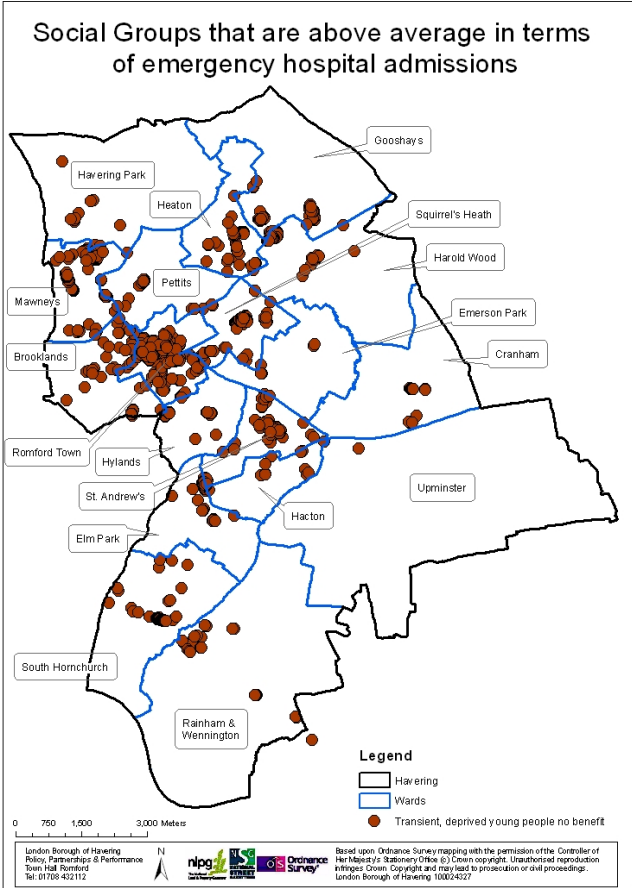 Social Groups that are above average in terms
of emergency hospital admissions
Gooshays
Havering Park
Heaton
Squirrel's Heath
Harold Wood
Pettits
Mawneys
Emerson Park
Brooklands
Cranham
Romford Town
Hylands
St. Andrew's
Upminster
Hacton
Elm Park
South Hornchurch
Rainham &
Wennington
Legend
Havering
Wards
Transient, deprived young people no benefit
0 750 1,500 3,000 Meters
London Borough of Havering
Policy, Partnerships & Performance
Town Hall Romford
Tel: 01708 432112
N
nlpg
NATIONAL
STREET
GAZETTEER
OS Ordnance
Survey
Based upon Ordnance Survey mapping with the permission of the Controller of
Her Majesty's Stationery Office (c) Crown copyright. Unauthorised reproduction
infringes Crown Copyright and may lead to prosecution or civil proceedings.
London Borough of Havering 100024327